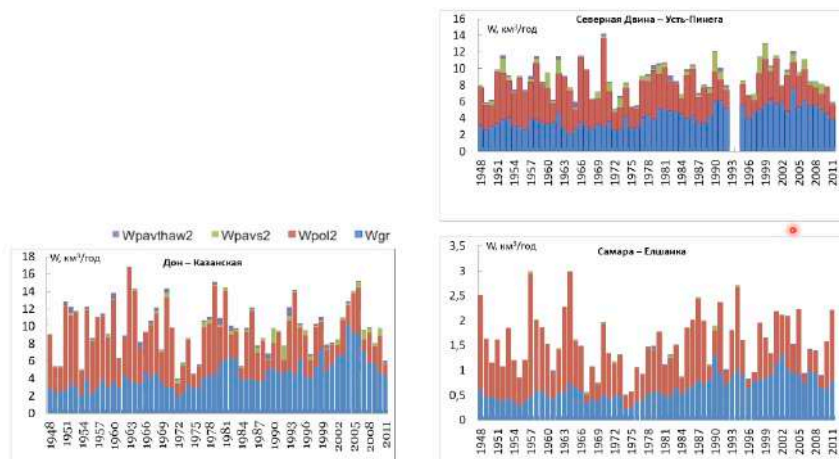 W, км³/год
Северная Двина – Усть-Пинега
16
14
12
10
8
6
4
2
0
1948 1951 1954 1957 1960 1963 1966 1969 1972 1975 1978 1981 1984 1987 1990 1993 1996 1999 2002 2005 2008 2011
Wpavthaw2 Wpavs2 Wpol2 Wgr
W, км³/год
Дон – Казанская
18
16
14
12
10
8
6
4
2
0
1948 1951 1954 1957 1960 1963 1966 1969 1972 1975 1978 1981 1984 1987 1990 1993 1996 1999 2002 2005 2008 2011
W, км³/год
Самара – Елшанка
3,5
3
2,5
2
1,5
1
0,5
0
1948 1951 1954 1957 1960 1963 1966 1969 1972 1975 1978 1981 1984 1987 1990 1993 1996 1999 2002 2005 2008 2011